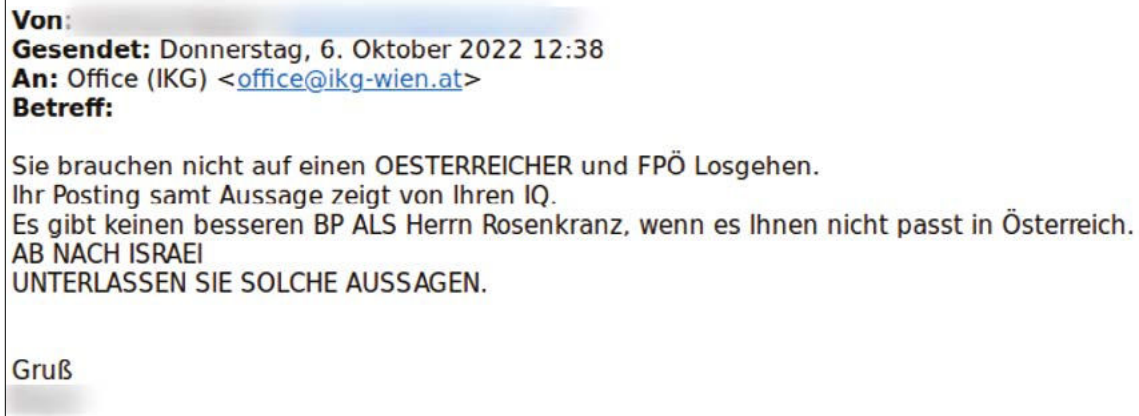 Von:
Gesendet: Donnerstag, 6. Oktober 2022 12:38
An: Office (IKG) <office@ikg-wien.at>
Betreff:
Sie brauchen nicht auf einen OESTERREICHER und FPÖ Losgehen.
Ihr Posting samt Aussage zeigt von Ihren IQ.
Es gibt keinen besseren BP ALS Herrn Rosenkranz, wenn es Ihnen nicht passt in Österreich.
AB NACH ISRAEl
UNTERLASSEN SIE SOLCHE AUSSAGEN.
Gruß